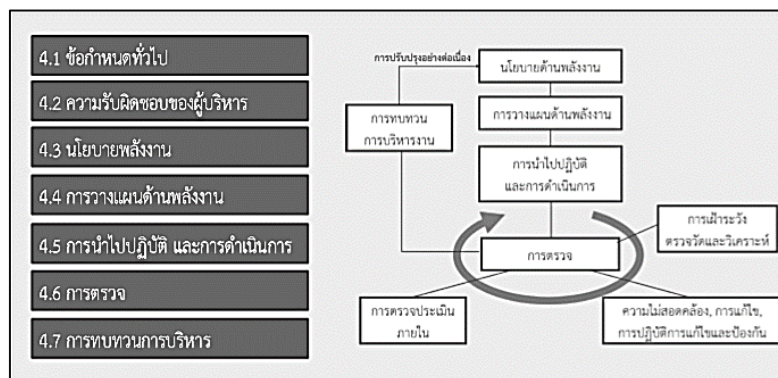 4.1 ข้อกำหนดทั่วไป
4.2 ความรับผิดชอบของผู้บริหาร
4.3 นโยบายพลังงาน
4.4 การวางแผนด้านพลังงาน
4.5 การนำไปปฏิบัติ และการดำเนินการ
4.6 การตรวจ
4.7 การทบทวนการบริหาร
การปรับปรุงอย่างต่อเนื่อง
นโยบายด้านพลังงาน
การทบทวน
การบริหารงาน
การวางแผนด้านพลังงาน
การนำไปปฏิบัติ
และการดำเนินการ
การเฝ้าระวัง
ตรวจวัดและวิเคราะห์
การตรวจ
การตรวจประเมิน
ภายใน
ความไม่สอดคล้อง, การแก้ไข,
การปฏิบัติการแก้ไขและป้องกัน